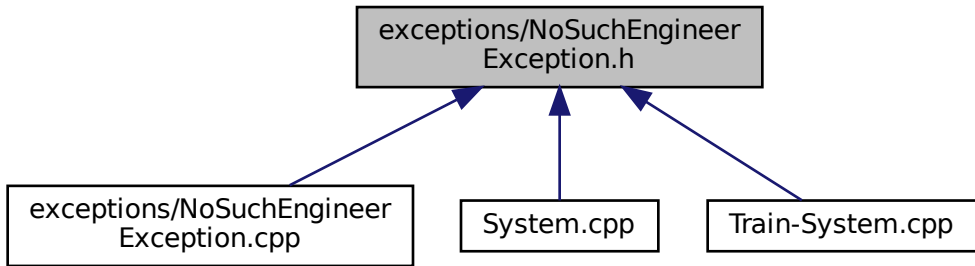 exceptions/NoSuchEngineer
Exception.h
exceptions/NoSuchEngineer
Exception.cpp
System.cpp
Train-System.cpp